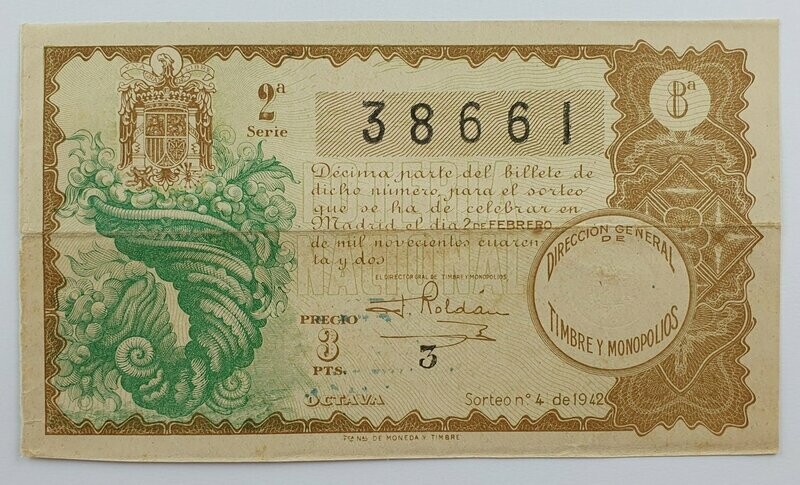 2ª
Serie
38661
8ª
Décima parte del billete de
dicho número, para el sorteo
que se ha de celebrar en
Madrid el día 2 DE FEBRERO
de mil novecientos cuaren
ta y dos
EL DIRECTOR GRAL DE TIMBRE Y MONOPOLIOS
F. Roldán
DIRECCIÓN GENERAL
DE
TIMBRE Y MONOPOLIOS
PRECIO
3
PTS.
3
OCTAVA
Sorteo nº 4 de 1942
DE MONEDA Y TIMBRE